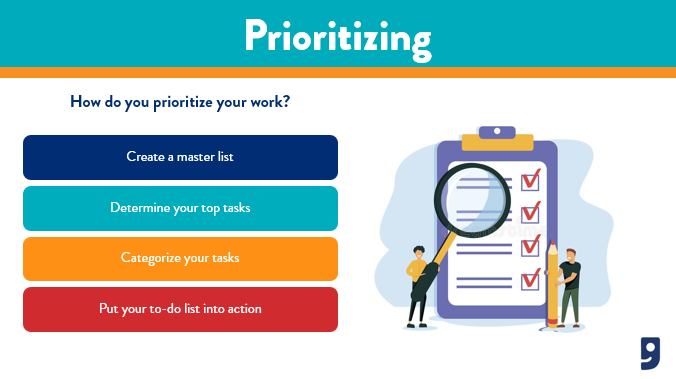 Prioritizing
How do you prioritize your work?
Create a master list
Determine your top tasks
Categorize your tasks
Put your to-do list into action